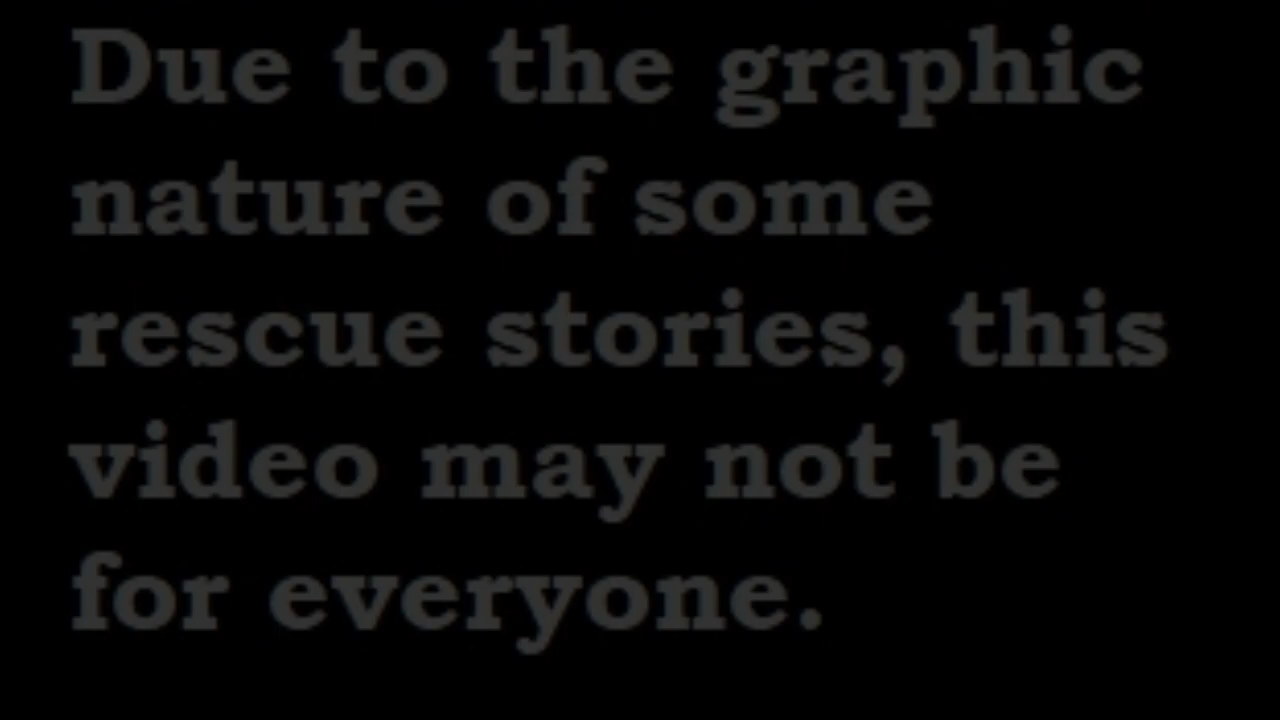 Due to the graphic
nature of some
rescue stories, this
video may not be
for everyone.